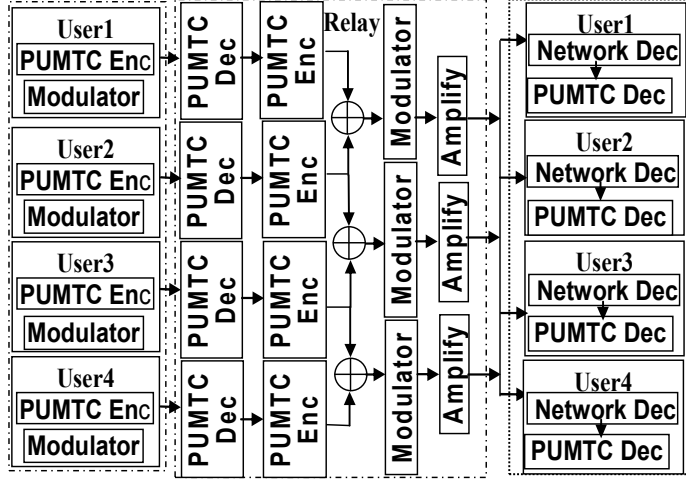 User1
PUMTC Enc
Modulator
User2
PUMTC Enc
Modulator
User3
PUMTC Enc
Modulator
User4
PUMTC Enc
Modulator
PUMTC
Dec
PUMTC
Enc
PUMTC
Dec
PUMTC
Enc
PUMTC
Dec
PUMTC
Enc
PUMTC
Dec
PUMTC
Enc
Relay
Modulator
Amplify
Modulator
Amplify
Modulator
Amplify
User1
Network Dec
PUMTC Dec
User2
Network Dec
PUMTC Dec
User3
Network Dec
PUMTC Dec
User4
Network Dec
PUMTC Dec